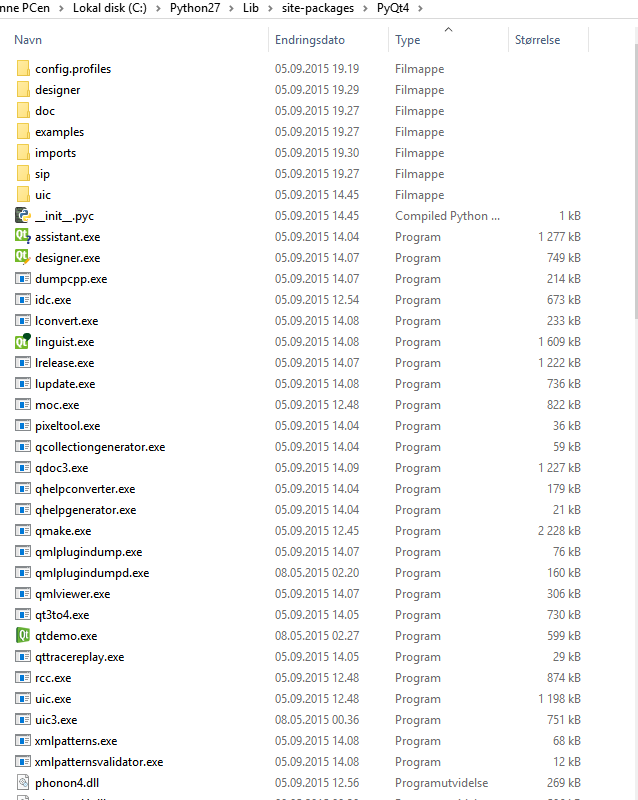 nne PCen > Lokal disk (C:) > Python27 > Lib > site-packages > PyQt4 >
Navn Endringsdato Type Størrelse
config.profiles 05.09.2015 19.19 Filmappe
designer 05.09.2015 19.29 Filmappe
doc 05.09.2015 19.27 Filmappe
examples 05.09.2015 19.27 Filmappe
imports 05.09.2015 19.30 Filmappe
sip 05.09.2015 19.27 Filmappe
uic 05.09.2015 14.45 Filmappe
__init__.pyc 05.09.2015 14.45 Compiled Python ... 1 kB
assistant.exe 05.09.2015 14.04 Program 1 277 kB
designer.exe 05.09.2015 14.07 Program 749 kB
dumpcpp.exe 05.09.2015 14.07 Program 214 kB
idc.exe 05.09.2015 12.54 Program 673 kB
lconvert.exe 05.09.2015 14.08 Program 233 kB
linguist.exe 05.09.2015 14.08 Program 1 609 kB
lrelease.exe 05.09.2015 14.07 Program 1 222 kB
lupdate.exe 05.09.2015 14.08 Program 736 kB
moc.exe 05.09.2015 12.48 Program 822 kB
pixeltool.exe 05.09.2015 14.04 Program 36 kB
qcollectiongenerator.exe 05.09.2015 14.04 Program 59 kB
qdoc3.exe 05.09.2015 14.09 Program 1 227 kB
qhelpconverter.exe 05.09.2015 14.04 Program 179 kB
qhelpgenerator.exe 05.09.2015 14.04 Program 21 kB
qmake.exe 05.09.2015 12.45 Program 2 228 kB
qmlplugindump.exe 05.09.2015 14.07 Program 76 kB
qmlplugindumpd.exe 08.05.2015 02.20 Program 160 kB
qmlviewer.exe 05.09.2015 14.07 Program 306 kB
qt3to4.exe 05.09.2015 14.05 Program 730 kB
qtdemo.exe 08.05.2015 02.27 Program 599 kB
qttracereplay.exe 05.09.2015 14.05 Program 29 kB
rcc.exe 05.09.2015 12.48 Program 874 kB
uic.exe 05.09.2015 12.48 Program 1 198 kB
uic3.exe 08.05.2015 00.36 Program 751 kB
xmlpatterns.exe 05.09.2015 14.08 Program 68 kB
xmlpatternsvalidator.exe 05.09.2015 14.08 Program 12 kB
phonon4.dll 05.09.2015 12.56 Programutvidelse 269 kB